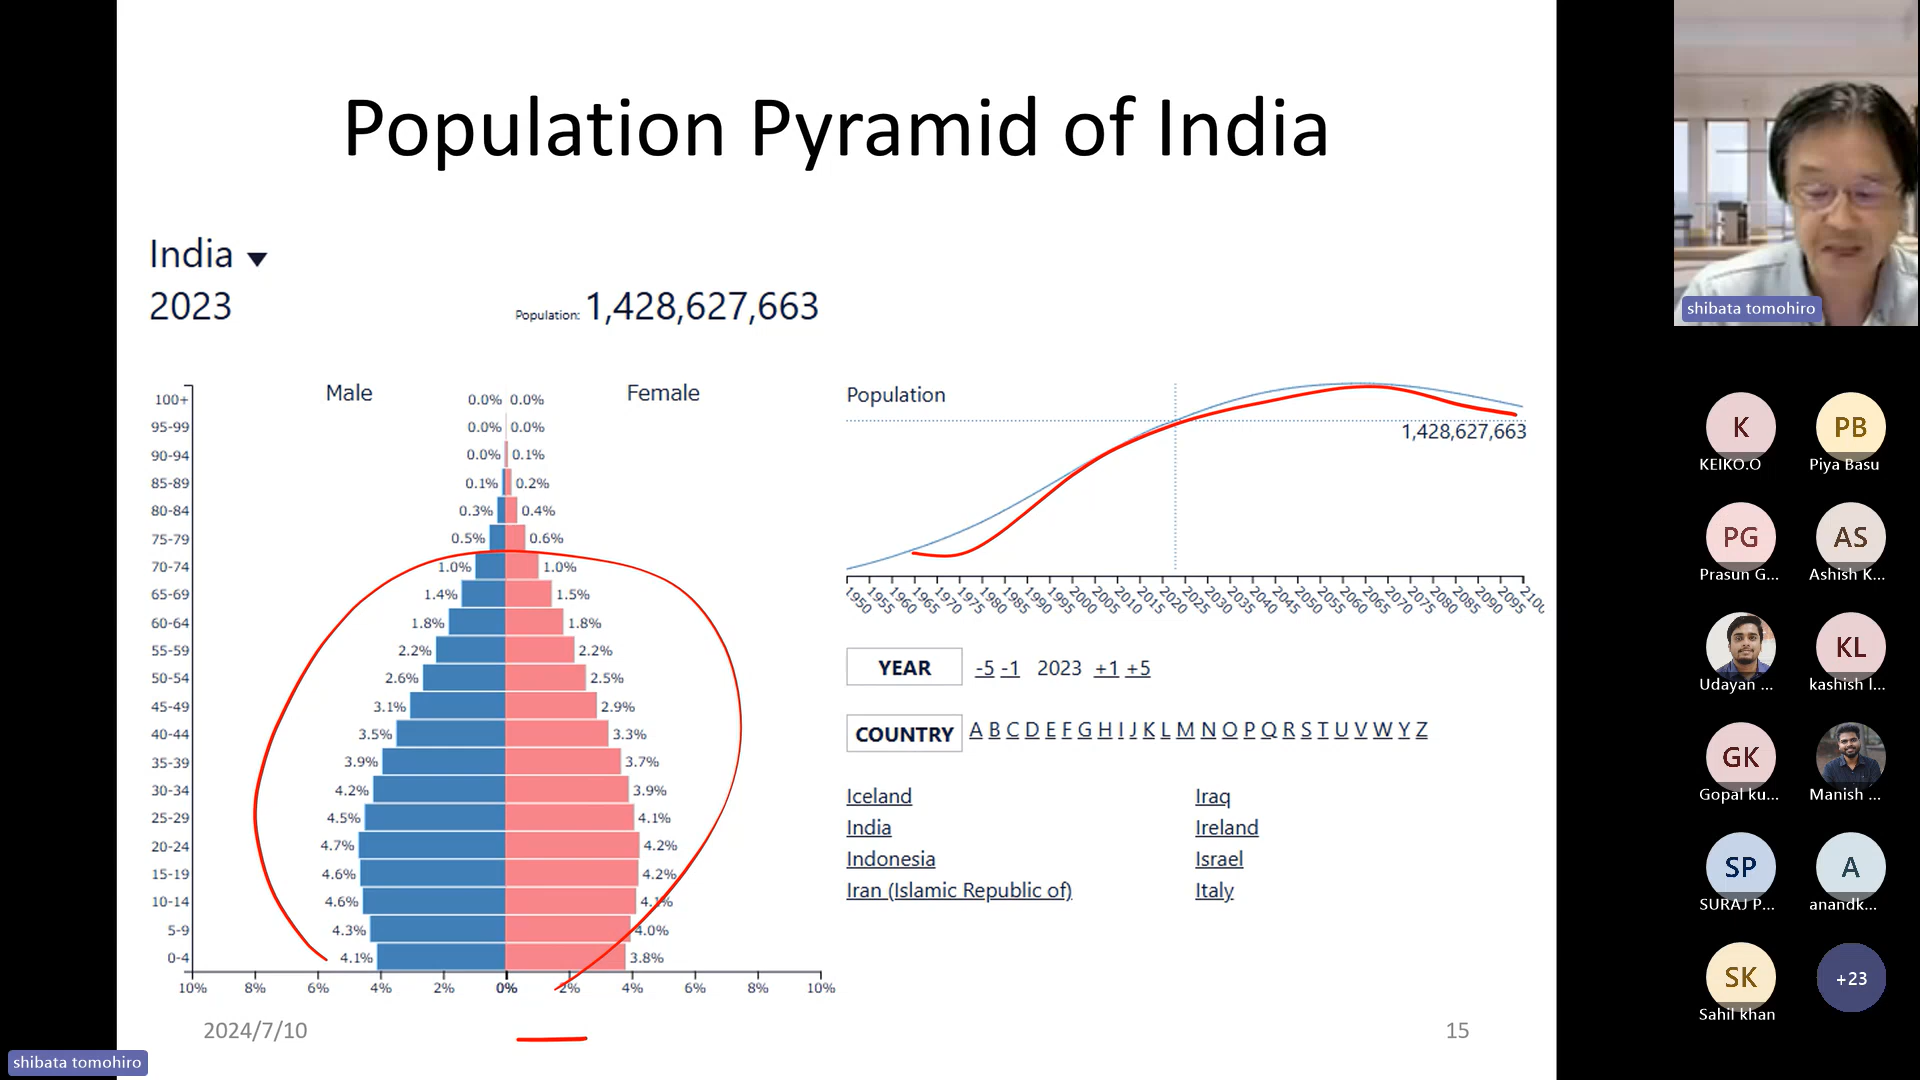 Population Pyramid of India
India
2023
Population: 1,428,627,663
Male
Female
100+ 0.0% 0.0%
95-99 0.0% 0.0%
90-94 0.0% 0.1%
85-89 0.1% 0.2%
80-84 0.3% 0.4%
75-79 0.5% 0.6%
70-74 1.0% 1.0%
65-69 1.4% 1.5%
60-64 1.8% 1.8%
55-59 2.2% 2.2%
50-54 2.6% 2.5%
45-49 3.1% 2.9%
40-44 3.5% 3.3%
35-39 3.9% 3.7%
30-34 4.2% 3.9%
25-29 4.5% 4.1%
20-24 4.7% 4.2%
15-19 4.6% 4.2%
10-14 4.6% 4.1%
5-9 4.3% 4.0%
0-4 4.1% 3.8%
10% 8% 6% 4% 2% 0% 2% 4% 6% 8% 10%
Population
1,428,627,663
1950 1955 1960 1965 1970 1975 1980 1985 1990 1995 2000 2005 2010 2015 2020 2025 2030 2035 2040 2045 2050 2055 2060 2065 2070 2075 2080 2085 2090 2095 2100
YEAR -5 -1 2023 +1 +5
COUNTRY A B C D E F G H I J K L M N O P Q R S T U V W Y Z
Iceland Iraq
India Ireland
Indonesia Israel
Iran (Islamic Republic of) Italy
2024/7/10
15
shibata tomohiro
shibata tomohiro
K PB
KEIKO.O Piya Basu
PG AS
Prasun G... Ashish K...
KL
Udayan ... kashish l...
GK
Gopal ku... Manish ...
SP A
SURAJ P... anandk...
SK +23
Sahil khan